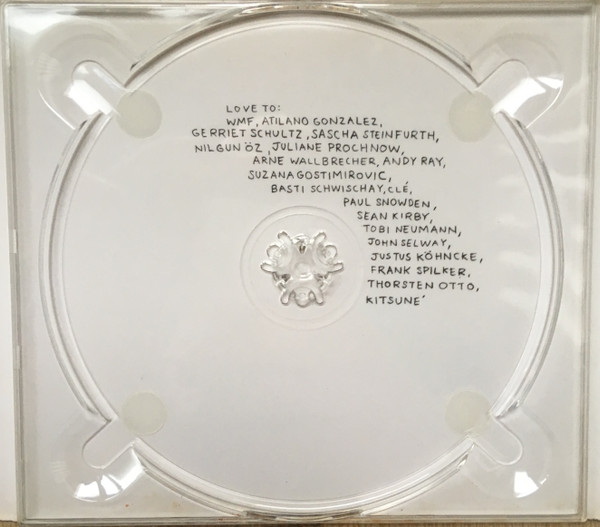 LOVE TO:
WMF, ATILANO GONZALEZ,
GERRIET SCHULTZ, SASCHA STEINFURTH,
NILGUN ÖZ, JULIANE PROCHNOW,
ARNE WALLBRECHER, ANDY RAY,
SUZANA GOSTIMIROVIC,
BASTI SCHWISCHAY, CLÉ,
PAUL SNOWDEN,
SEAN KIRBY,
TOBI NEUMANN,
JOHN SELWAY,
JUSTUS KÖHNCKE,
FRANK SPILKER,
THORSTEN OTTO,
KITSUNÉ